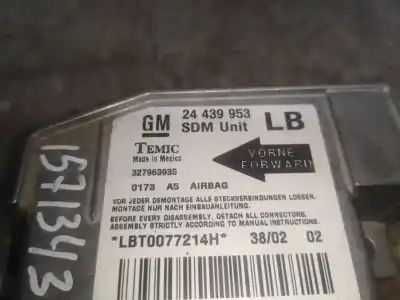 GM 24 439 953 LB
SDM Unit
TEMIC
Made in Mexico
VORNE
FORWARD
327963935
0173 A5 AIRBAG
VOR JEDER DEMONTAGE ALLE STECKVERBINDUNGEN LOESEN.
MONTAGE NUR NACH EINBAUANLEITUNG.
BEFORE EVERY DISASSEMBLY, DETACH ALL CONNECTORS.
ASSEMBLY STRICTLY ACCORDING TO MANUAL INSTRUCTIONS.
*LBT0077214H* 38/02 02
1571343